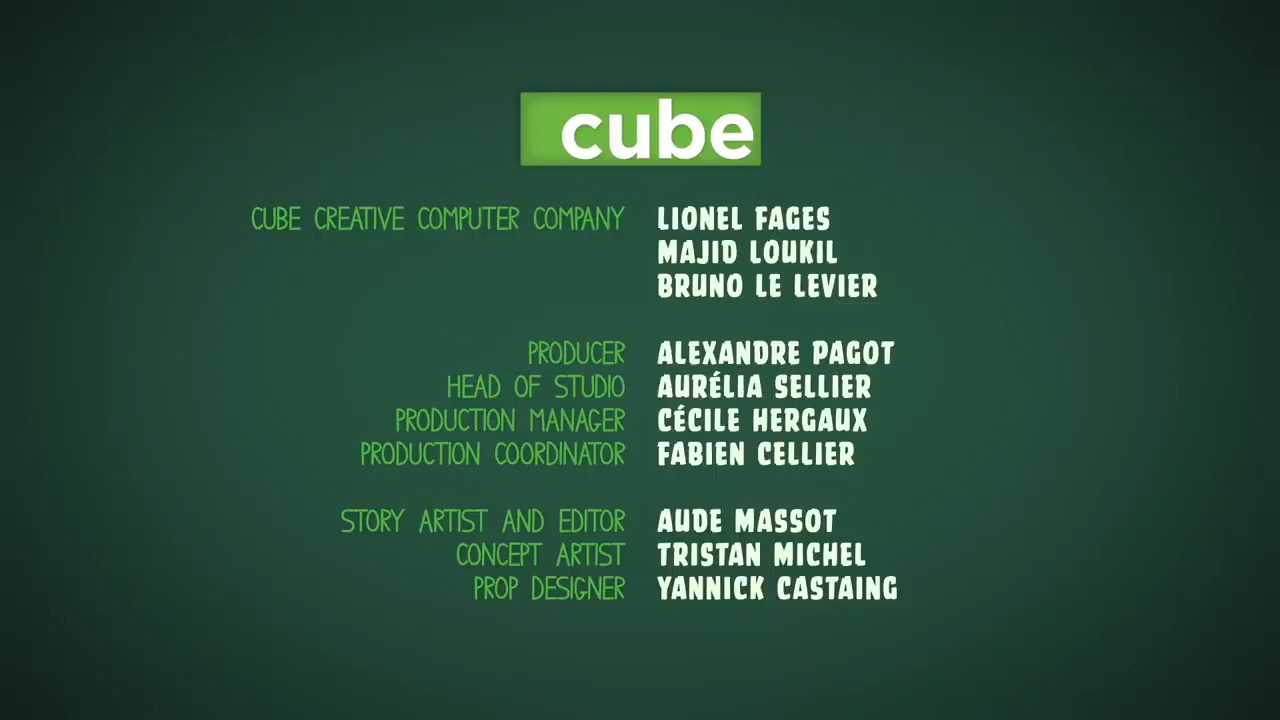 cube
CUBE CREATIVE COMPUTER COMPANY LIONEL FAGES
MAJID LOUKIL
BRUNO LE LEVIER
PRODUCER ALEXANDRE PAGOT
HEAD OF STUDIO AURÉLIA SELLIER
PRODUCTION MANAGER CÉCILE HERGAUX
PRODUCTION COORDINATOR FABIEN CELLIER
STORY ARTIST AND EDITOR AUDE MASSOT
CONCEPT ARTIST TRISTAN MICHEL
PROP DESIGNER YANNICK CASTAING